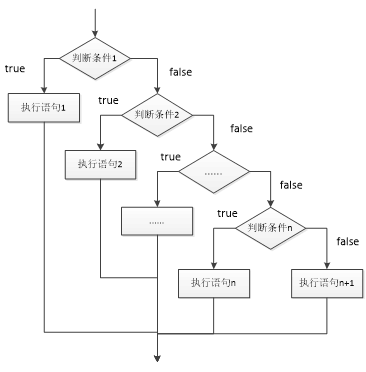 判断条件1
true
false
执行语句1
判断条件2
true
false
执行语句2
......
true
false
......
判断条件n
true
false
执行语句n
执行语句n+1